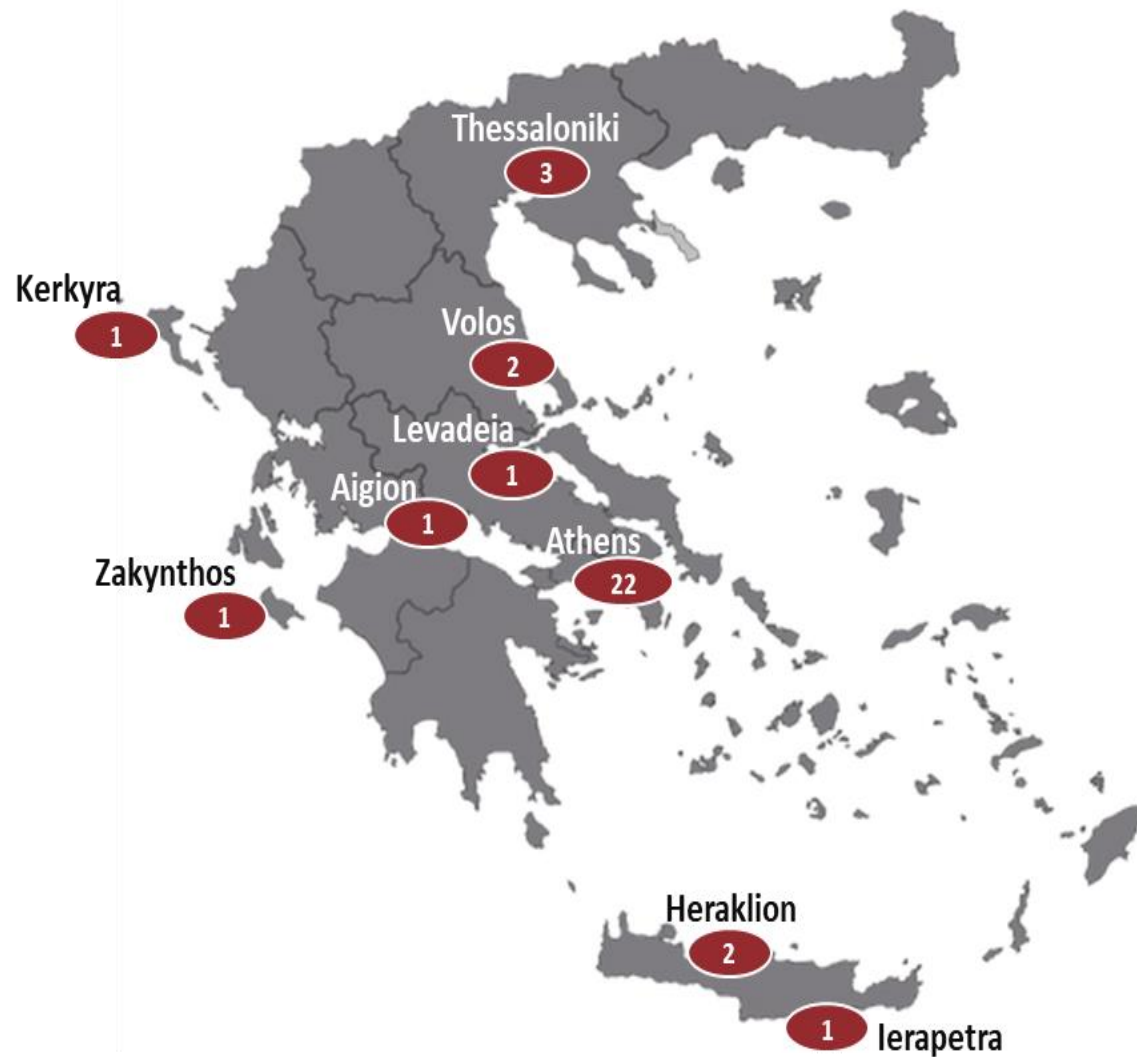 Thessaloniki
3
Kerkyra
1
Volos
2
Levadeia
1
Aigion
1
Athens
22
Zakynthos
1
Heraklion
2
1
Ierapetra